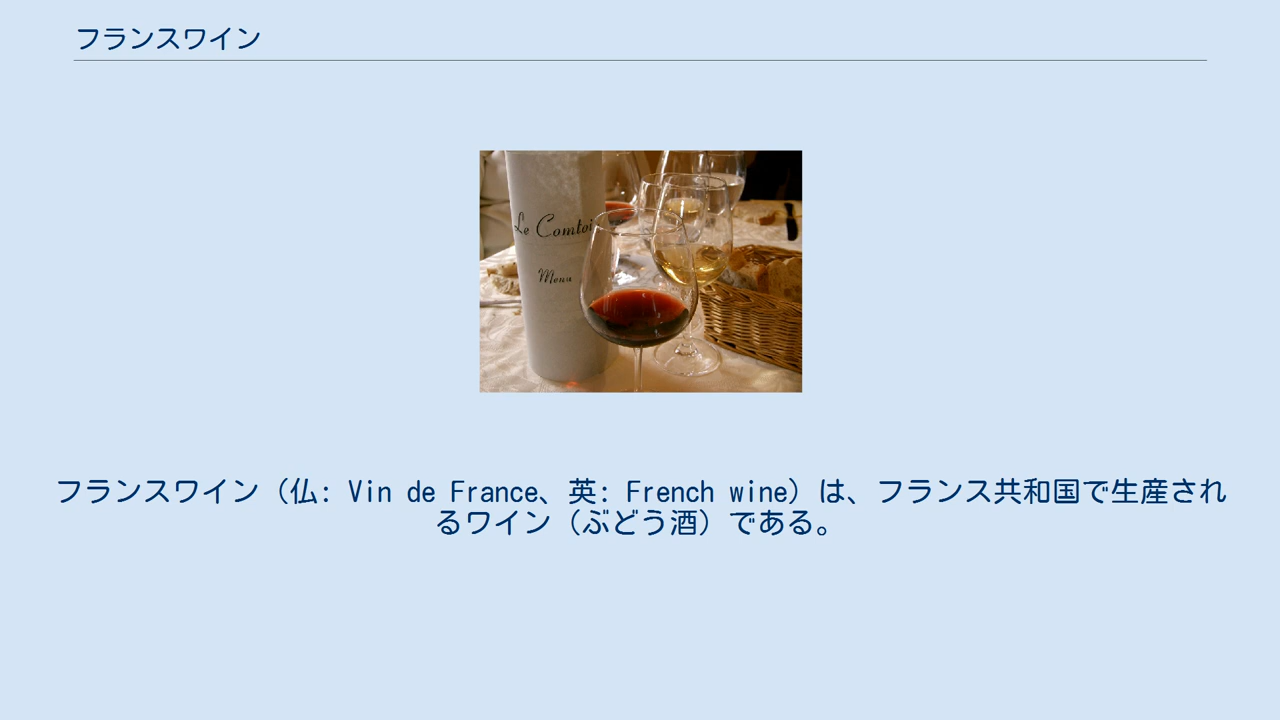 フランスワイン
Le Comtoi
Menu
フランスワイン（仏: Vin de France、英: French wine）は、フランス共和国で生産され
るワイン（ぶどう酒）である。